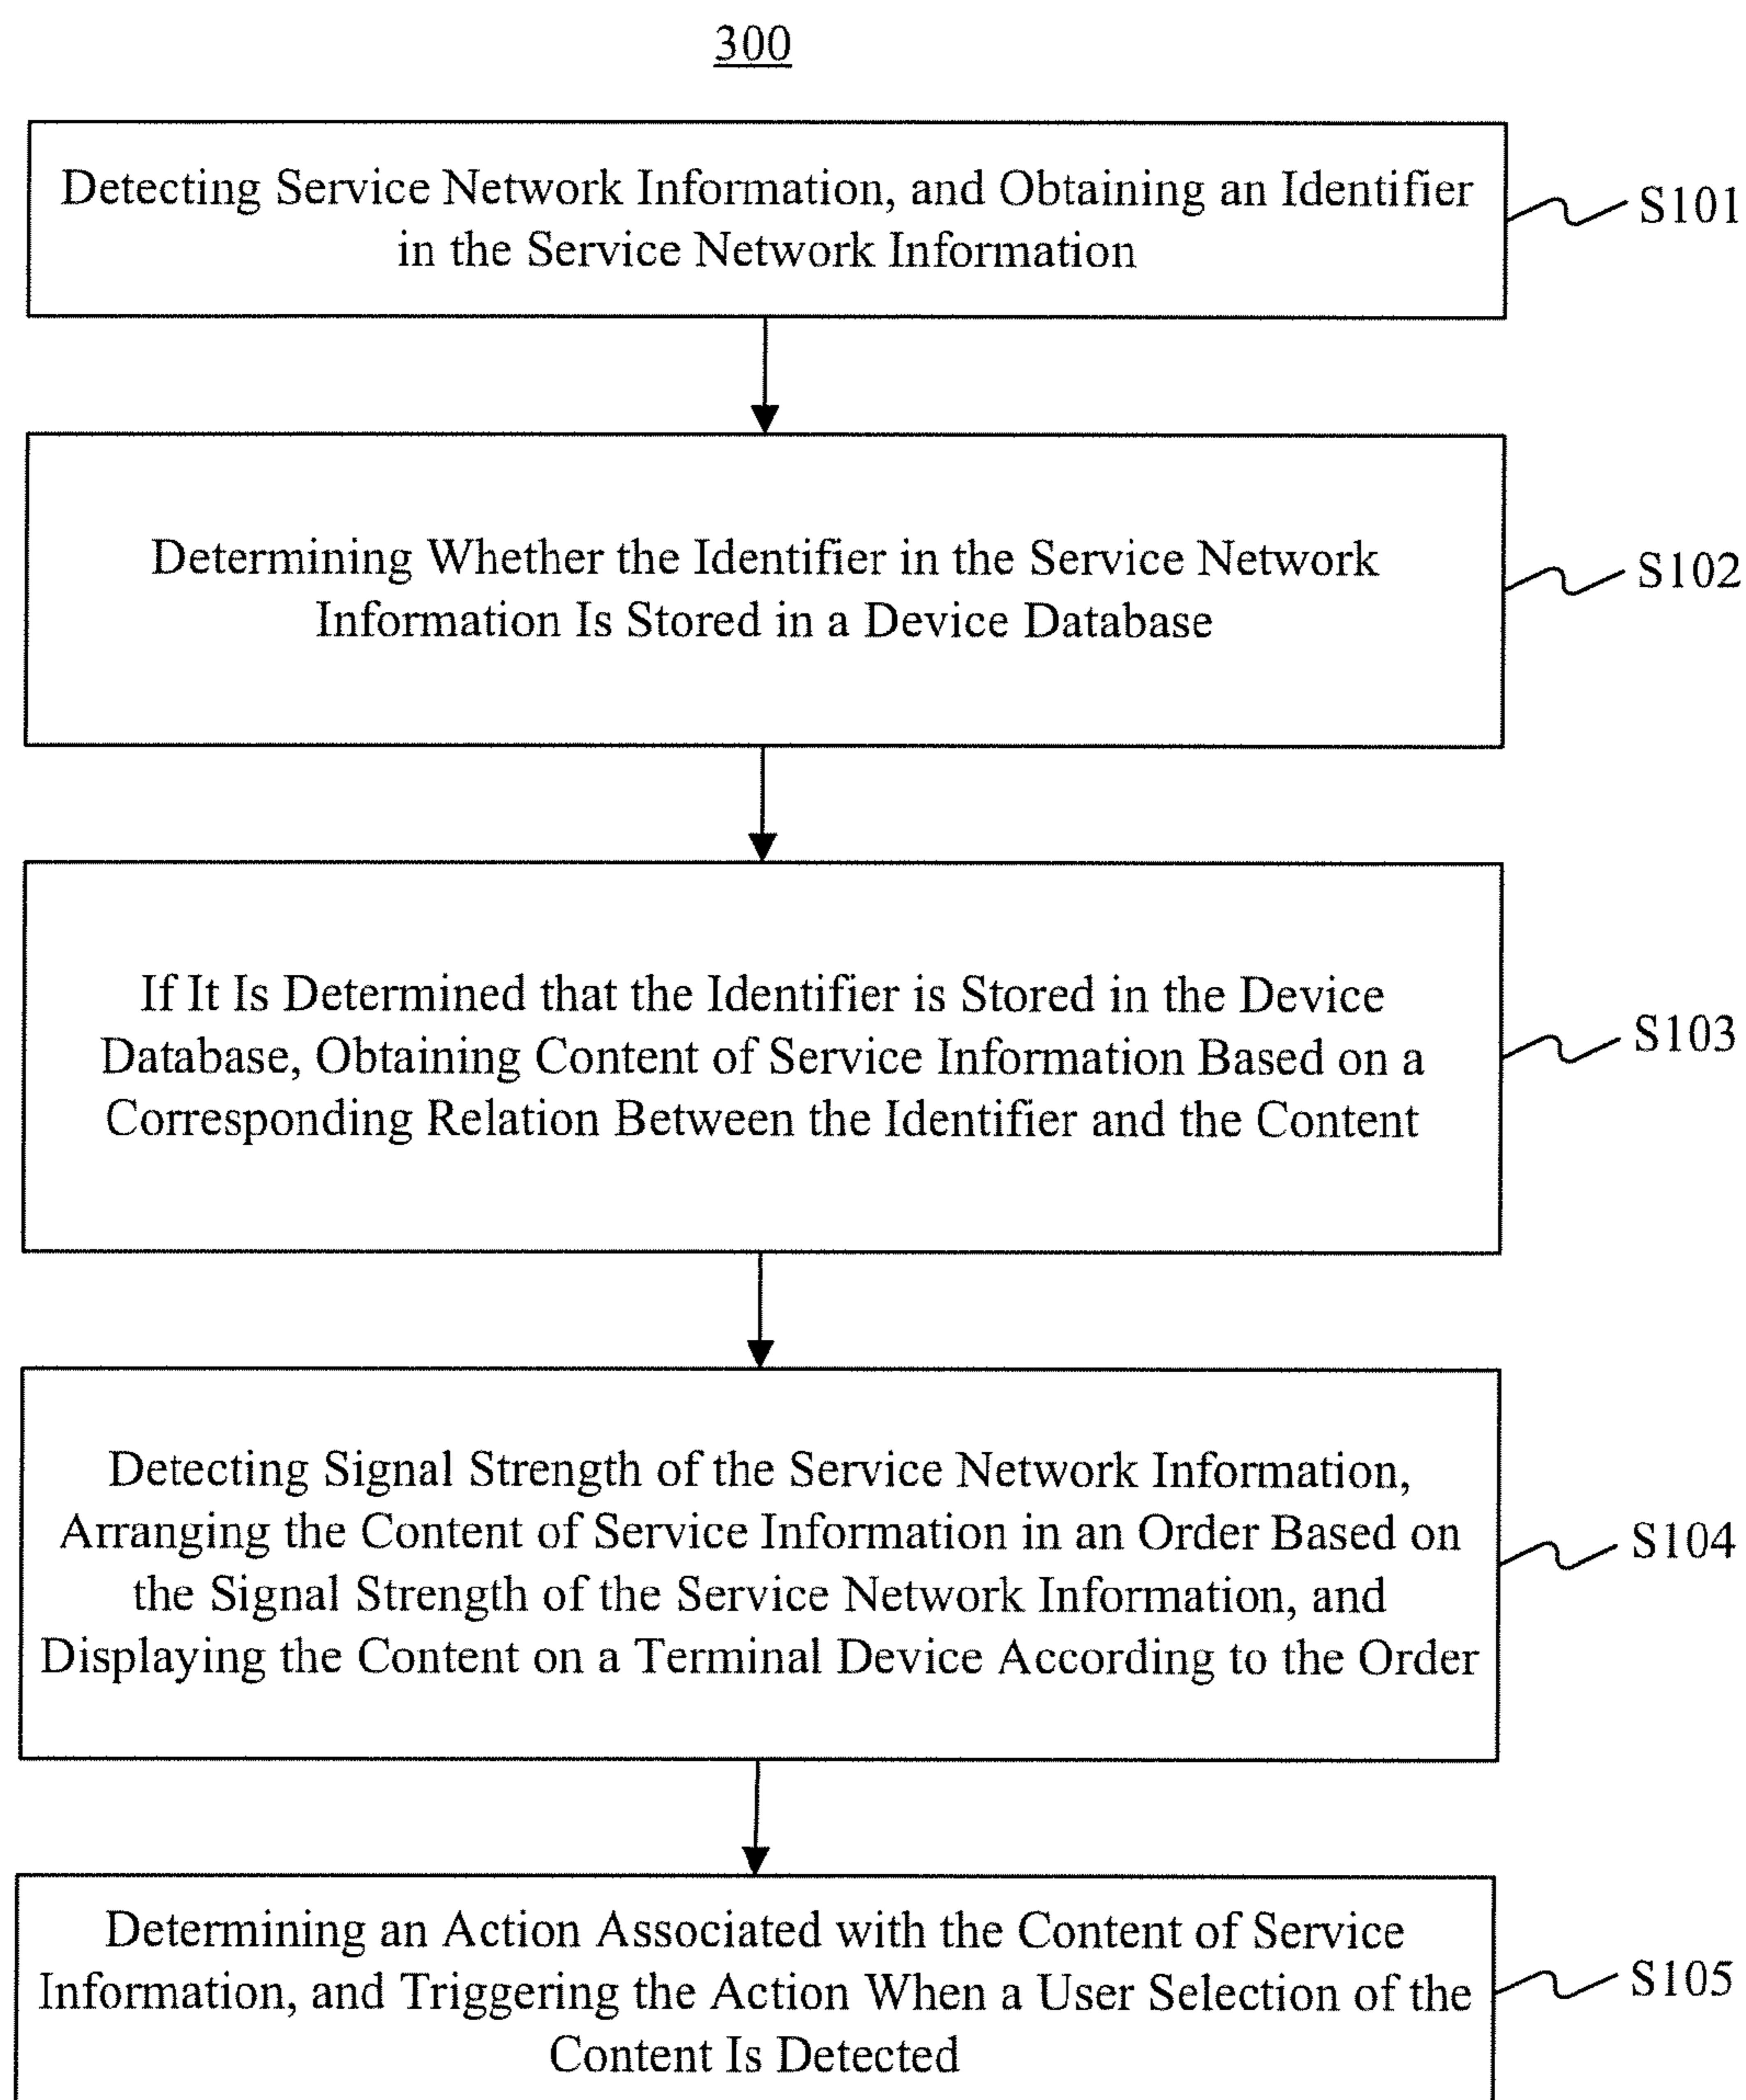 300
Detecting Service Network Information, and Obtaining an Identifier
in the Service Network Information
S101
Determining Whether the Identifier in the Service Network
Information Is Stored in a Device Database
S102
If It Is Determined that the Identifier is Stored in the Device
Database, Obtaining Content of Service Information Based on a
Corresponding Relation Between the Identifier and the Content
S103
Detecting Signal Strength of the Service Network Information,
Arranging the Content of Service Information in an Order Based on
the Signal Strength of the Service Network Information, and
Displaying the Content on a Terminal Device According to the Order
S104
Determining an Action Associated with the Content of Service
Information, and Triggering the Action When a User Selection of the
Content Is Detected
S105